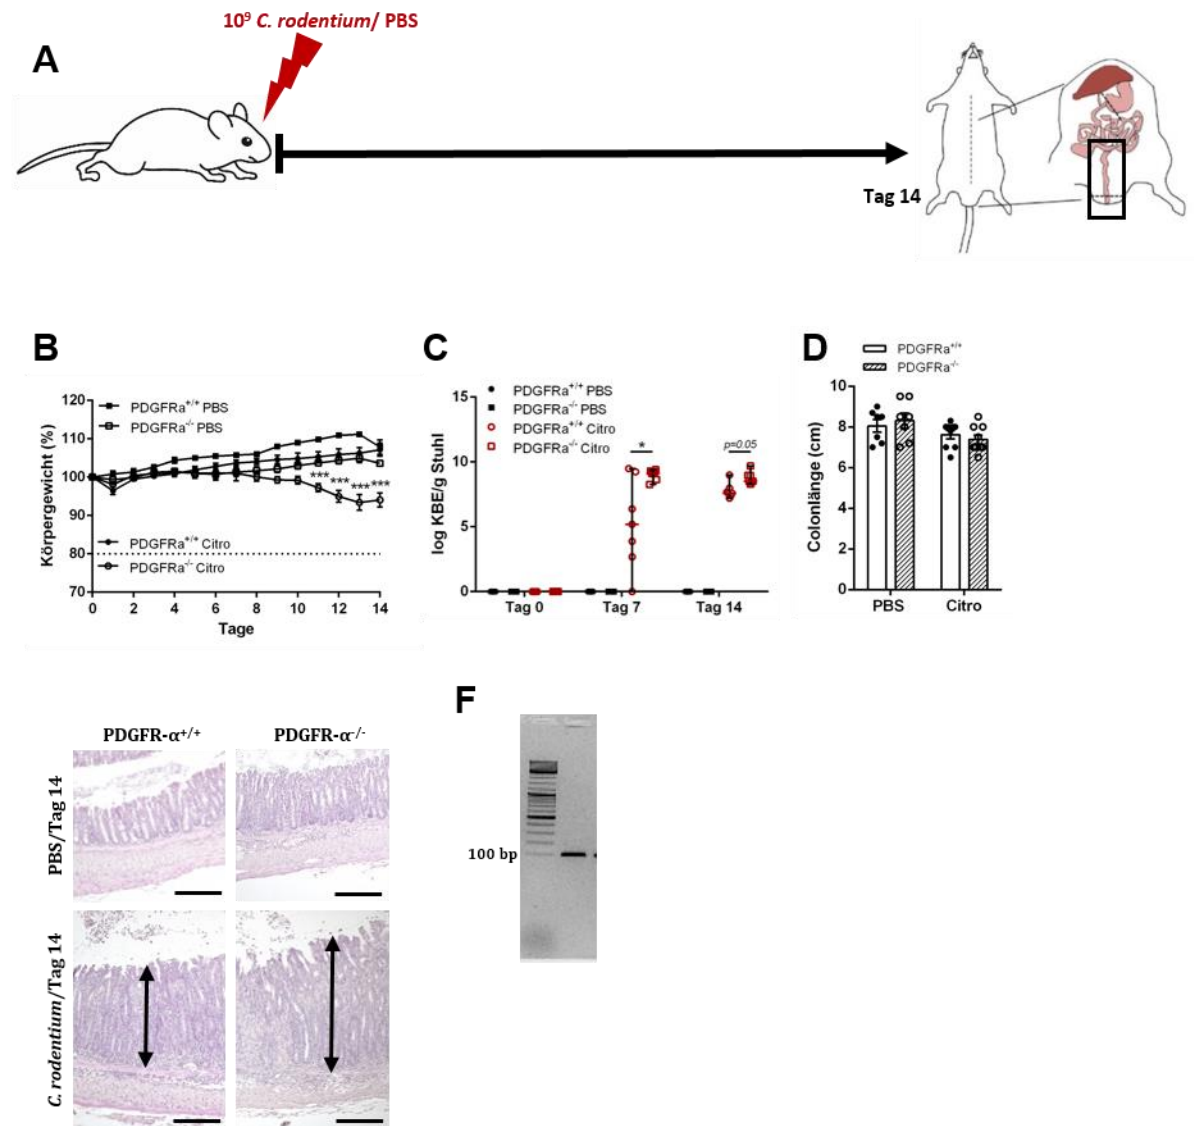 A
10⁹ C. rodentium/ PBS
Tag 14
B
Körpergewicht (%)
120
110
100
90
80
70
PDGFRa+/+ PBS
PDGFRa-/- PBS
***
***
***
***
PDGFRa+/+ Citro
PDGFRa-/- Citro
0 2 4 6 8 10 12 14
Tage
C
PDGFRa+/+ PBS
PDGFRa-/- PBS
PDGFRa+/+ Citro
PDGFRa-/- Citro
log KBE/g Stuhl
15
10
5
0
*
p=0.05
Tag 0 Tag 7 Tag 14
D
PDGFRa+/+
PDGFRa-/-
Colonlänge (cm)
10
8
6
4
2
0
PBS Citro
PDGFR-α+/+ PDGFR-α-/-
PBS/Tag 14
C. rodentium/Tag 14
F
100 bp